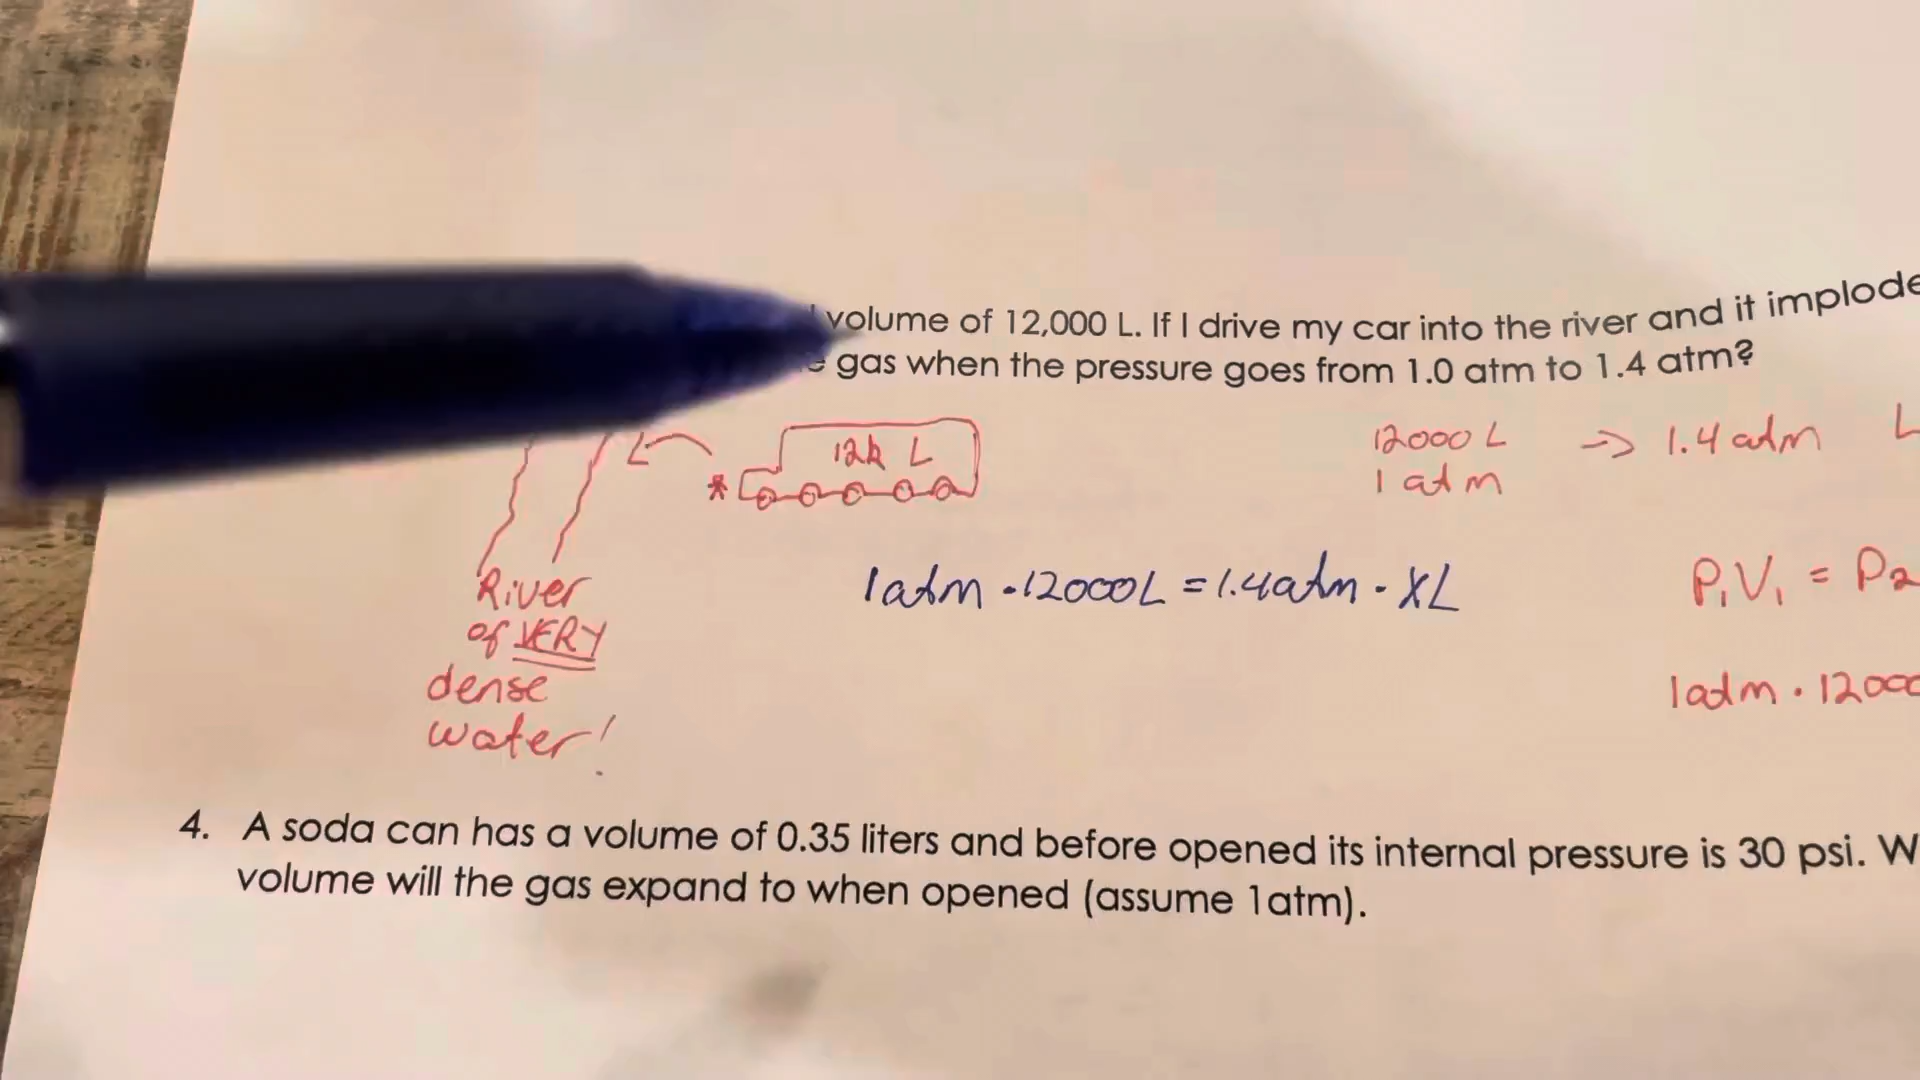 volume of 12,000 L. If I drive my car into the river and it implode
gas when the pressure goes from 1.0 atm to 1.4 atm?
12k L
12000 L → 1.4 atm L
1 atm
1atm · 12000L = 1.4atm · XL
P₁V₁ = P₂
1atm · 12000
River
of VERY
dense
water!
4. A soda can has a volume of 0.35 liters and before opened its internal pressure is 30 psi. W
volume will the gas expand to when opened (assume 1atm).